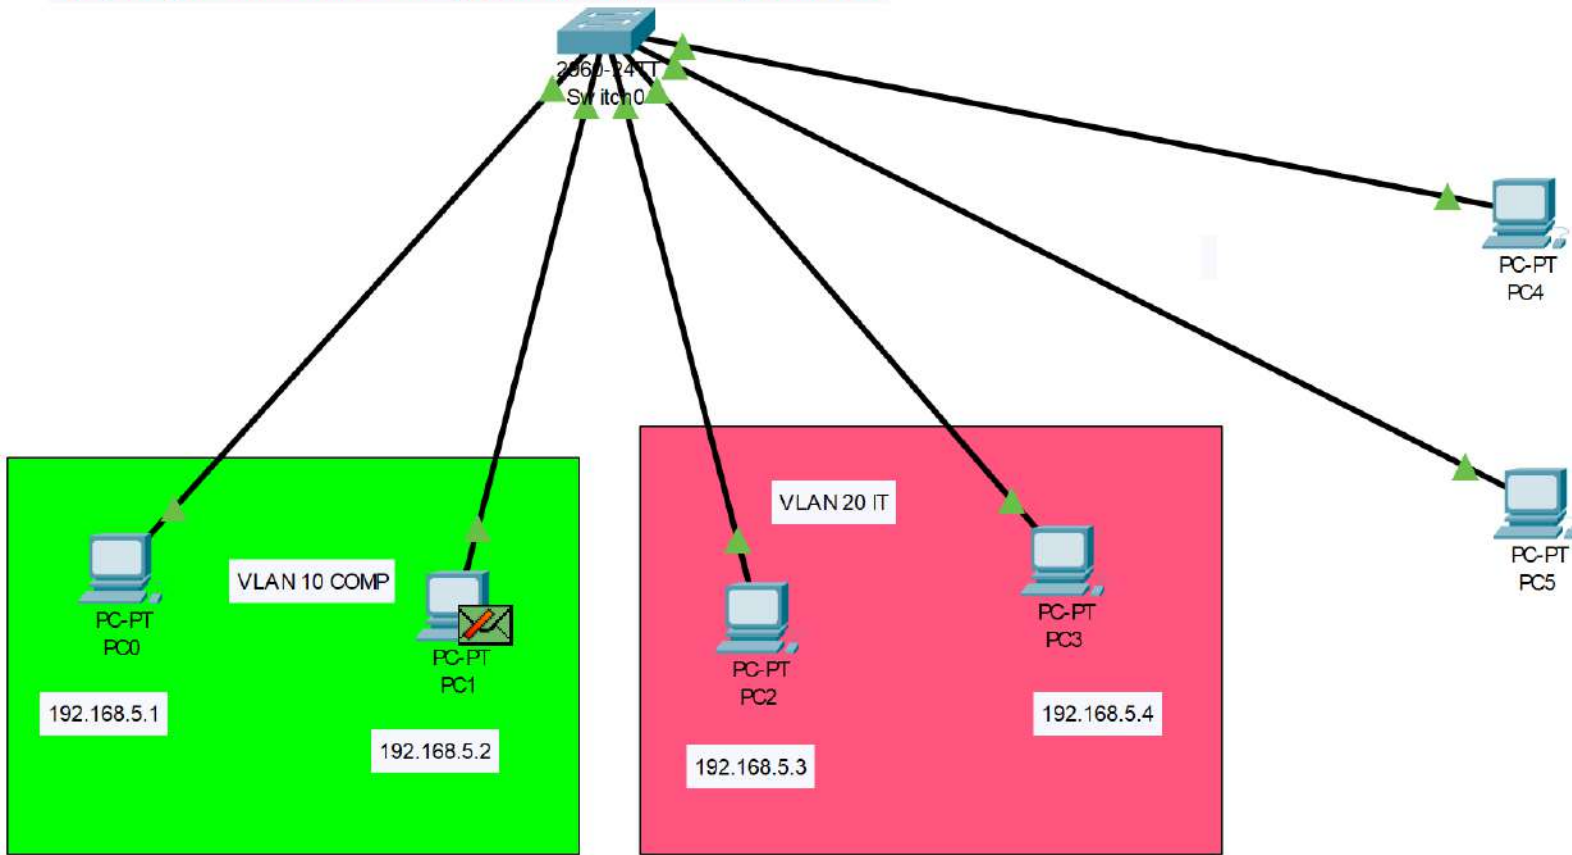 2960-24TT
Switch0
PC-PT
PC4
PC-PT
PC5
VLAN 20 IT
VLAN 10 COMP
PC-PT
PC0
PC-PT
PC1
PC-PT
PC2
PC-PT
PC3
192.168.5.1
192.168.5.2
192.168.5.3
192.168.5.4